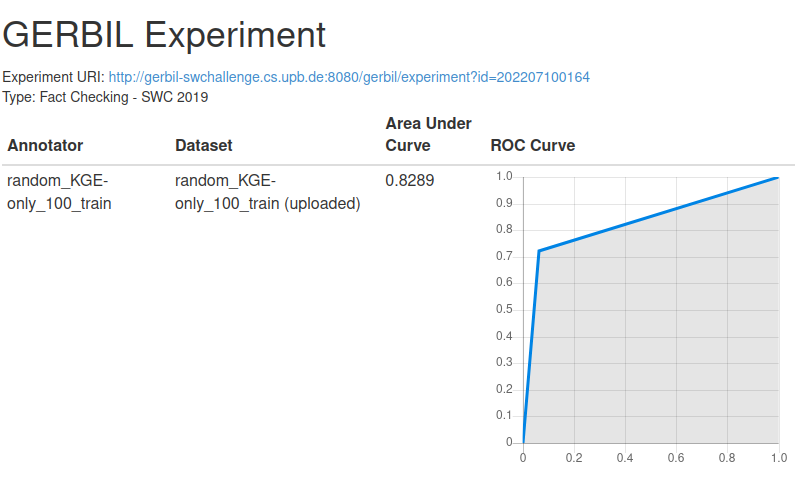 GERBIL Experiment
Experiment URI: http://gerbil-swchallenge.cs.upb.de:8080/gerbil/experiment?id=202207100164
Type: Fact Checking - SWC 2019
Annotator
Dataset
Area Under
Curve
ROC Curve
random_KGE-
only_100_train
random_KGE-
only_100_train (uploaded)
0.8289
1.0
0.9
0.8
0.7
0.6
0.5
0.4
0.3
0.2
0.1
0
0 0.2 0.4 0.6 0.8 1.0